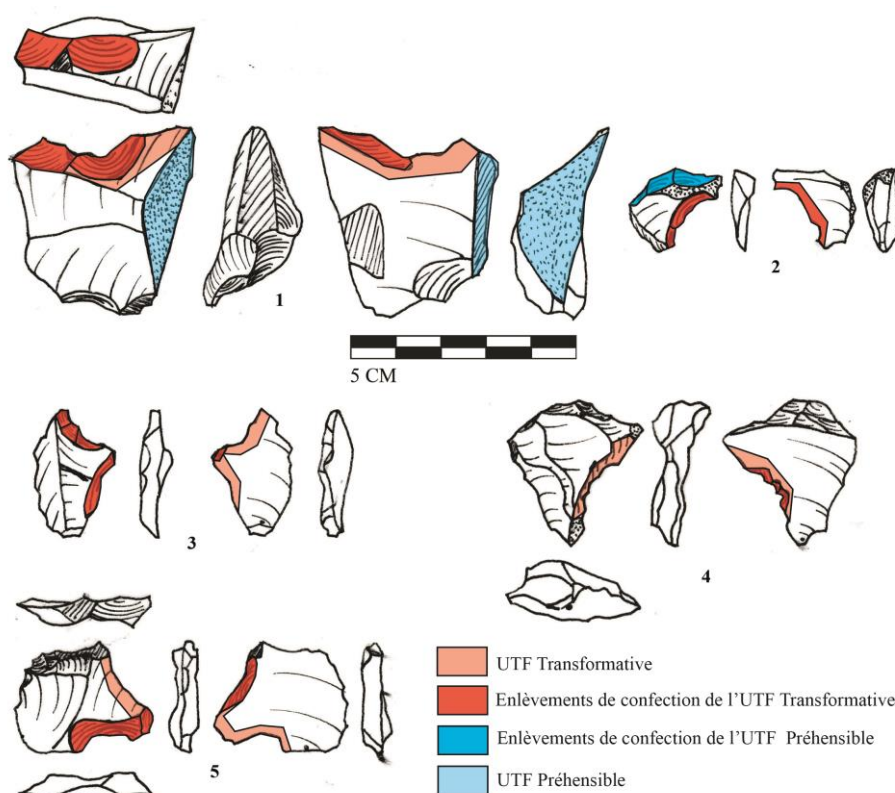 1
2
5 CM
3
4
5
UTF Transformative
Enlèvements de confection de l’UTF Transformative
Enlèvements de confection de l’UTF Préhensible
UTF Préhensible